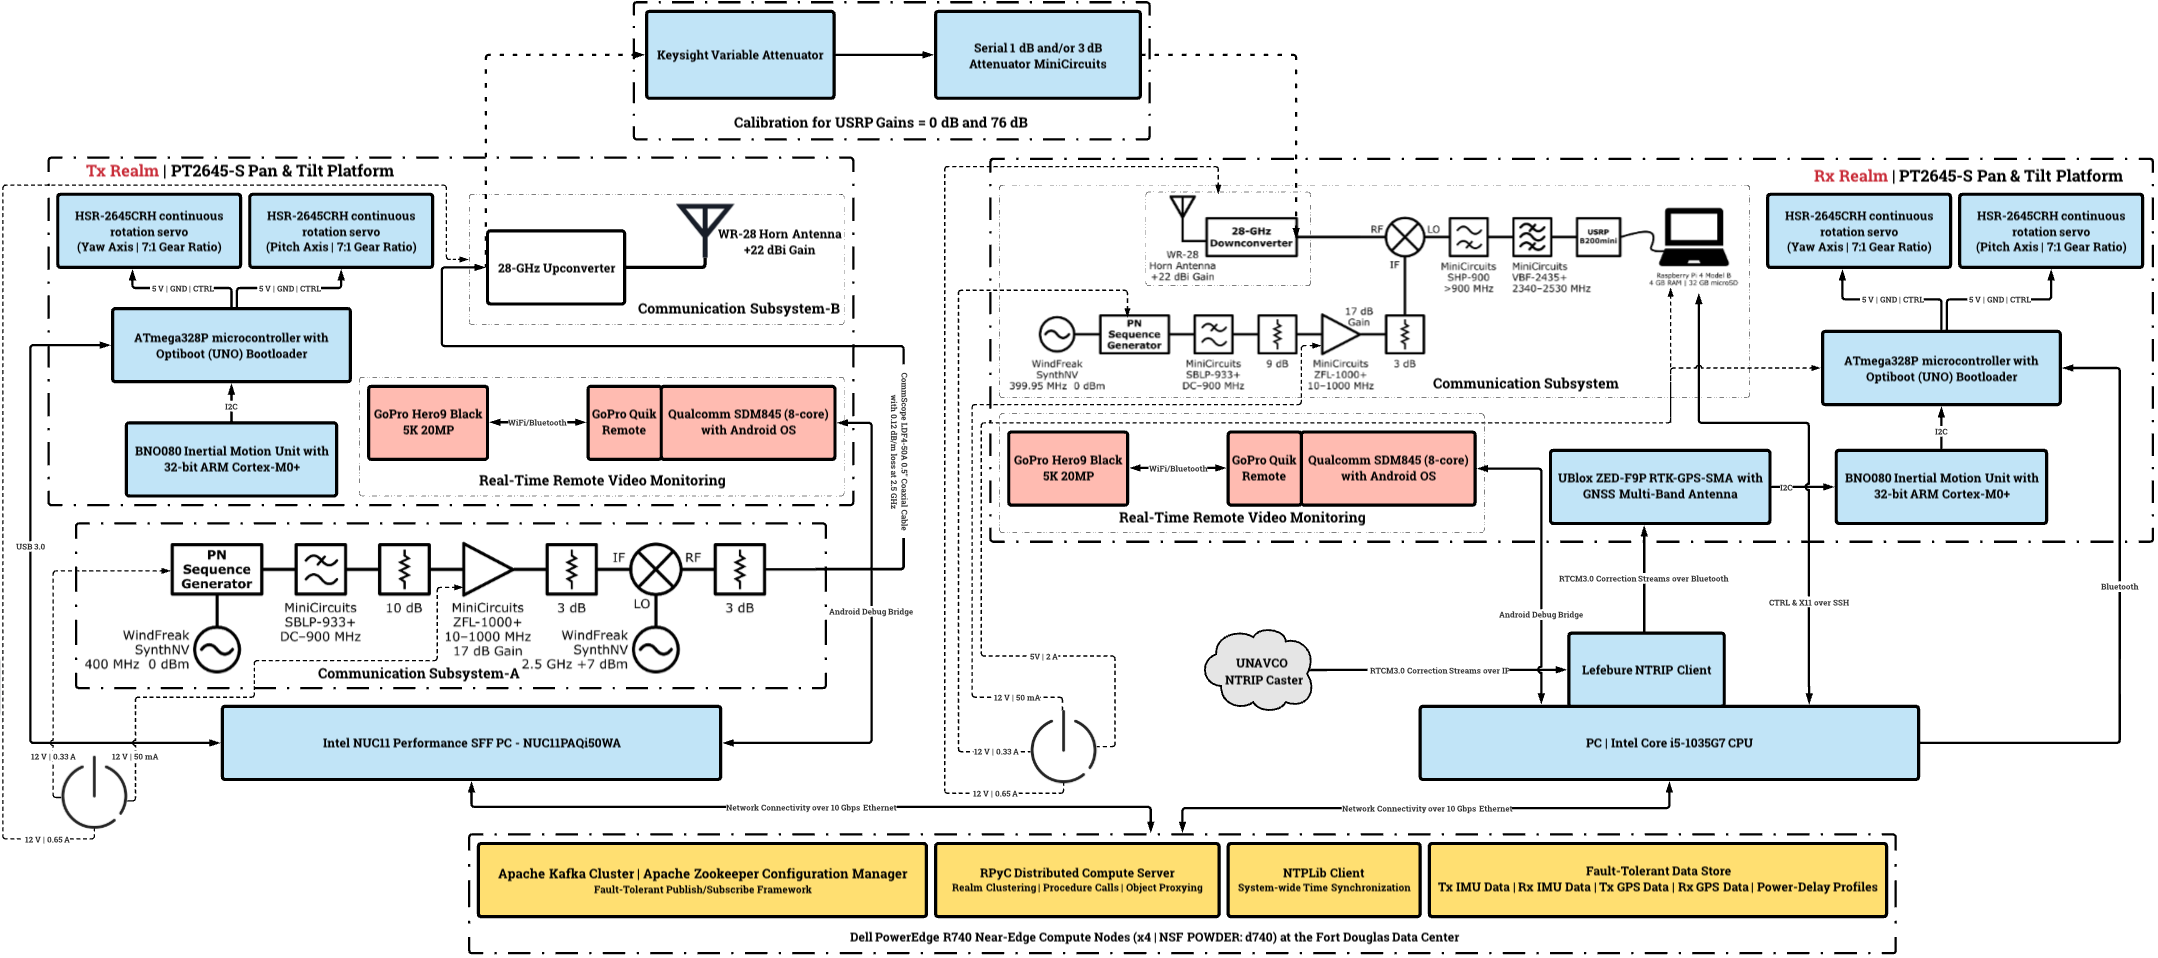 Keysight Variable Attenuator
Serial 1 dB and/or 3 dB
Attenuator MiniCircuits
Calibration for USRP Gains = 0 dB and 76 dB
Tx Realm | PT2645-S Pan & Tilt Platform
HSR-2645CRH continuous
rotation servo
(Yaw Axis | 7:1 Gear Ratio)
HSR-2645CRH continuous
rotation servo
(Pitch Axis | 7:1 Gear Ratio)
5 V | GND | CTRL
5 V | GND | CTRL
ATmega328P microcontroller with
Optiboot (UNO) Bootloader
I2C
BNO080 Inertial Motion Unit with
32-bit ARM Cortex-M0+
28-GHz Upconverter
WR-28 Horn Antenna
+22 dBi Gain
Communication Subsystem-B
GoPro Hero9 Black
5K 20MP
WiFi/Bluetooth
GoPro Quik
Remote
Qualcomm SDM845 (8-core)
with Android OS
Real-Time Remote Video Monitoring
CommScope LDF4-50A 0.5" Coaxial Cable
with 0.112 dB/m loss at 2.5 GHz
USB 3.0
PN
Sequence
Generator
MiniCircuits
SBLP-933+
DC–900 MHz
10 dB
MiniCircuits
ZFL-1000+
10–1000 MHz
17 dB Gain
3 dB
IF
RF
LO
3 dB
WindFreak
SynthNV
400 MHz 0 dBm
WindFreak
SynthNV
2.5 GHz +7 dBm
Communication Subsystem-A
Android Debug Bridge
Intel NUC11 Performance SFF PC - NUC11PAQi50WA
12 V | 0.33 A
12 V | 50 mA
12 V | 0.65 A
Rx Realm | PT2645-S Pan & Tilt Platform
WR-28
Horn Antenna
+22 dBi Gain
28-GHz
Downconverter
RF
LO
IF
MiniCircuits
SHP-900
>900 MHz
MiniCircuits
VBF-2435+
2340–2530 MHz
USRP
B200mini
Raspberry Pi 4 Model B
4 GB RAM | 32 GB microSD
WindFreak
SynthNV
399.95 MHz 0 dBm
PN
Sequence
Generator
MiniCircuits
SBLP-933+
DC–900 MHz
9 dB
17 dB
Gain
MiniCircuits
ZFL-1000+
10–1000 MHz
3 dB
Communication Subsystem
HSR-2645CRH continuous
rotation servo
(Yaw Axis | 7:1 Gear Ratio)
HSR-2645CRH continuous
rotation servo
(Pitch Axis | 7:1 Gear Ratio)
5 V | GND | CTRL
5 V | GND | CTRL
ATmega328P microcontroller with
Optiboot (UNO) Bootloader
I2C
GoPro Hero9 Black
5K 20MP
WiFi/Bluetooth
GoPro Quik
Remote
Qualcomm SDM845 (8-core)
with Android OS
Real-Time Remote Video Monitoring
UBlox ZED-F9P RTK-GPS-SMA with
GNSS Multi-Band Antenna
I2C
BNO080 Inertial Motion Unit with
32-bit ARM Cortex-M0+
RTCM3.0 Correction Streams over Bluetooth
CTRL & X11 over SSH
Bluetooth
Android Debug Bridge
UNAVCO
NTRIP Caster
RTCM3.0 Correction Streams over IP
Lefebure NTRIP Client
5V | 2 A
12 V | 50 mA
12 V | 0.33 A
12 V | 0.65 A
PC | Intel Core i5-1035G7 CPU
Network Connectivity over 10 Gbps Ethernet
Network Connectivity over 10 Gbps Ethernet
Apache Kafka Cluster | Apache Zookeeper Configuration Manager
Fault-Tolerant Publish/Subscribe Framework
RPyC Distributed Compute Server
Realm Clustering | Procedure Calls | Object Proxying
NTPLib Client
System-wide Time Synchronization
Fault-Tolerant Data Store
Tx IMU Data | Rx IMU Data | Tx GPS Data | Rx GPS Data | Power-Delay Profiles
Dell PowerEdge R740 Near-Edge Compute Nodes (x4 | NSF POWDER: d740) at the Fort Douglas Data Center